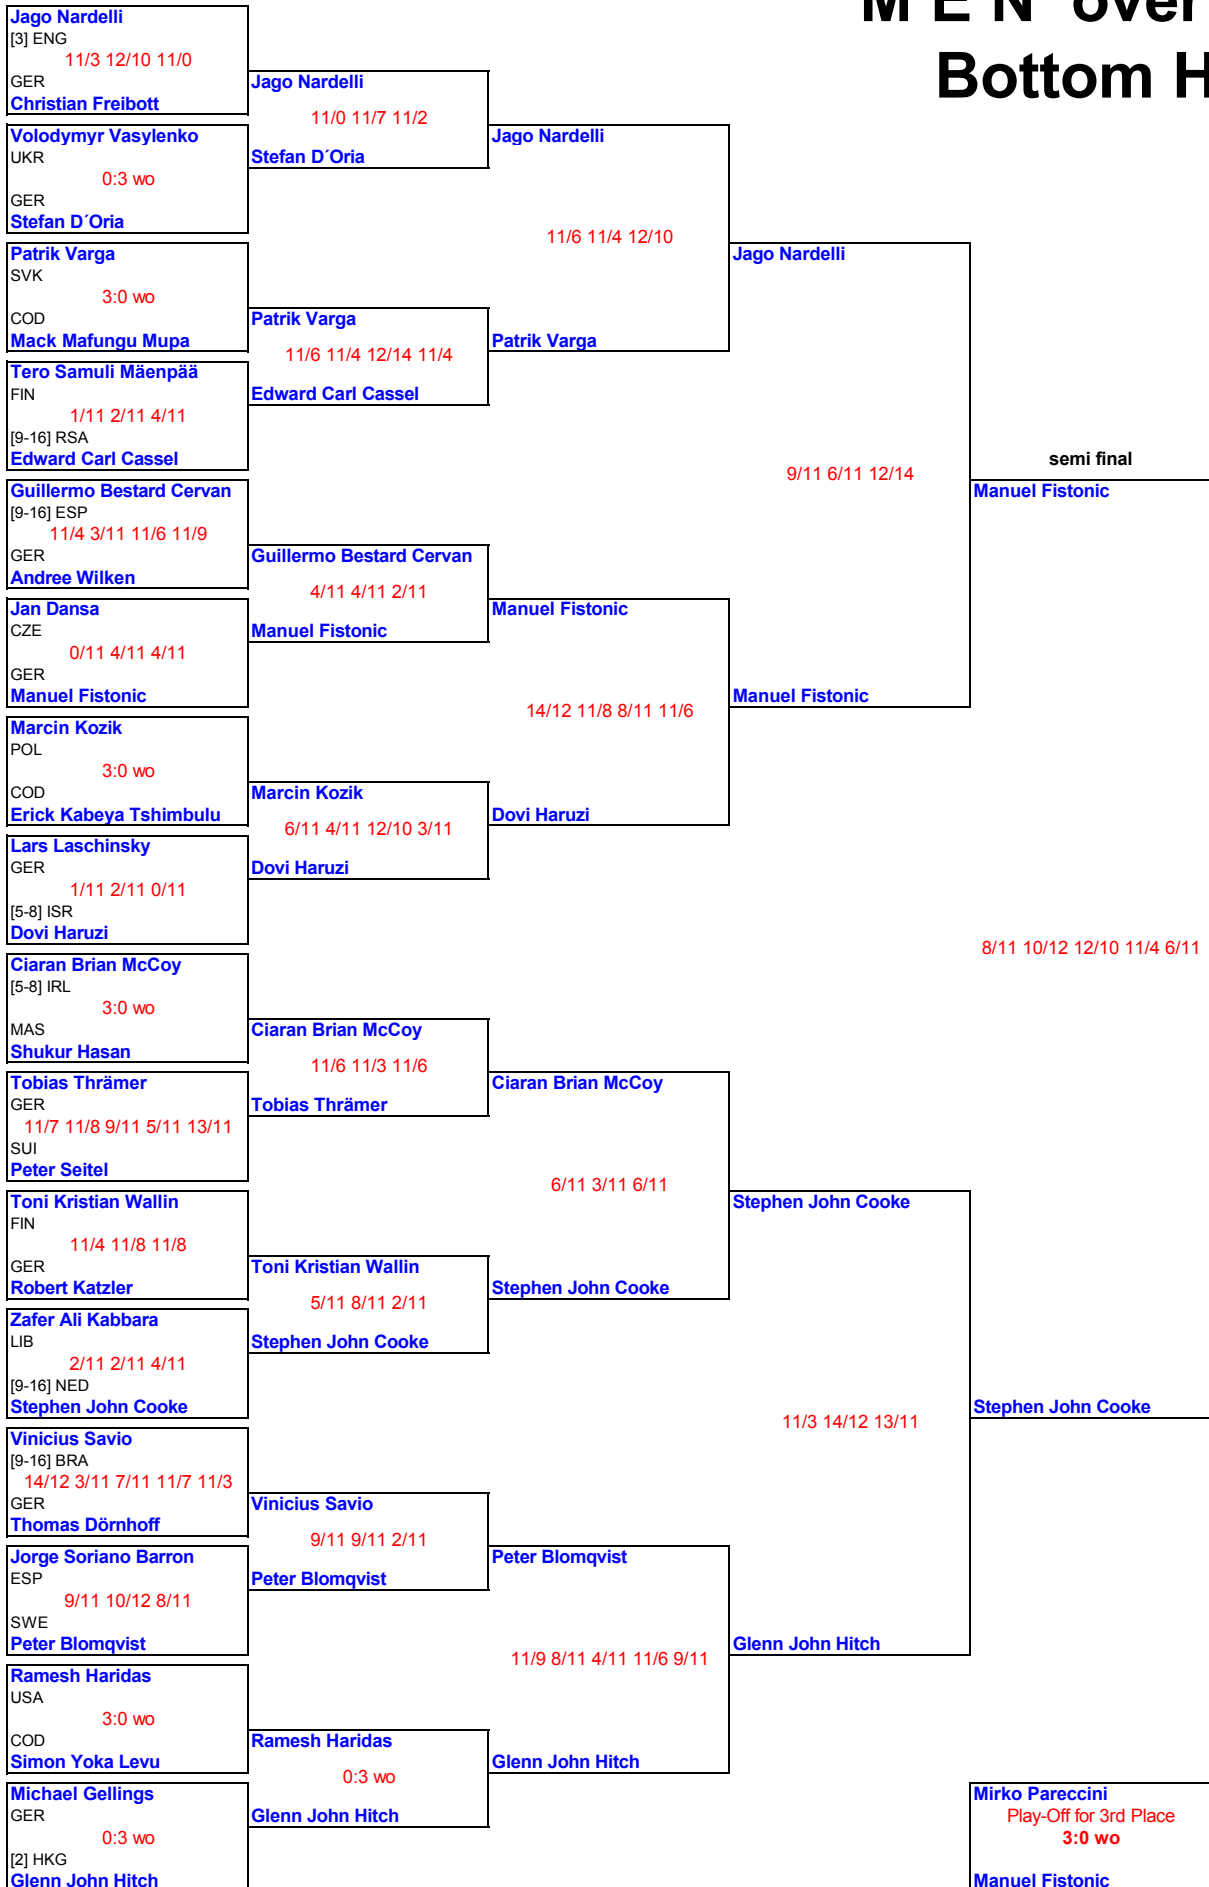 M E N over
Bottom H
Jago Nardelli
[3] ENG
11/3 12/10 11/0
GER
Christian Freibott
Volodymyr Vasylenko
UKR
0:3 wo
GER
Stefan D´Oria
Patrik Varga
SVK
3:0 wo
COD
Mack Mafungu Mupa
Tero Samuli Mäenpää
FIN
1/11 2/11 4/11
[9-16] RSA
Edward Carl Cassel
Guillermo Bestard Cervan
[9-16] ESP
11/4 3/11 11/6 11/9
GER
Andree Wilken
Jan Dansa
CZE
0/11 4/11 4/11
GER
Manuel Fistonic
Marcin Kozik
POL
3:0 wo
COD
Erick Kabeya Tshimbulu
Lars Laschinsky
GER
1/11 2/11 0/11
[5-8] ISR
Dovi Haruzi
Ciaran Brian McCoy
[5-8] IRL
3:0 wo
MAS
Shukur Hasan
Tobias Thrämer
GER
11/7 11/8 9/11 5/11 13/11
SUI
Peter Seitel
Toni Kristian Wallin
FIN
11/4 11/8 11/8
GER
Robert Katzler
Zafer Ali Kabbara
LIB
2/11 2/11 4/11
[9-16] NED
Stephen John Cooke
Vinicius Savio
[9-16] BRA
14/12 3/11 7/11 11/7 11/3
GER
Thomas Dörnhoff
Jorge Soriano Barron
ESP
9/11 10/12 8/11
SWE
Peter Blomqvist
Ramesh Haridas
USA
3:0 wo
COD
Simon Yoka Levu
Michael Gellings
GER
0:3 wo
[2] HKG
Glenn John Hitch
Jago Nardelli
11/0 11/7 11/2
Stefan D´Oria
Patrik Varga
11/6 11/4 12/14 11/4
Edward Carl Cassel
Guillermo Bestard Cervan
4/11 4/11 2/11
Manuel Fistonic
Marcin Kozik
6/11 4/11 12/10 3/11
Dovi Haruzi
Ciaran Brian McCoy
11/6 11/3 11/6
Tobias Thrämer
Toni Kristian Wallin
5/11 8/11 2/11
Stephen John Cooke
Vinicius Savio
9/11 9/11 2/11
Peter Blomqvist
Ramesh Haridas
0:3 wo
Glenn John Hitch
Jago Nardelli
11/6 11/4 12/10
Patrik Varga
Manuel Fistonic
14/12 11/8 8/11 11/6
Dovi Haruzi
Ciaran Brian McCoy
6/11 3/11 6/11
Stephen John Cooke
Peter Blomqvist
11/9 8/11 4/11 11/6 9/11
Glenn John Hitch
Jago Nardelli
9/11 6/11 12/14
Manuel Fistonic
Stephen John Cooke
11/3 14/12 13/11
Glenn John Hitch
semi final
Manuel Fistonic
8/11 10/12 12/10 11/4 6/11
Stephen John Cooke
Mirko Pareccini
Play-Off for 3rd Place
3:0 wo
Manuel Fistonic